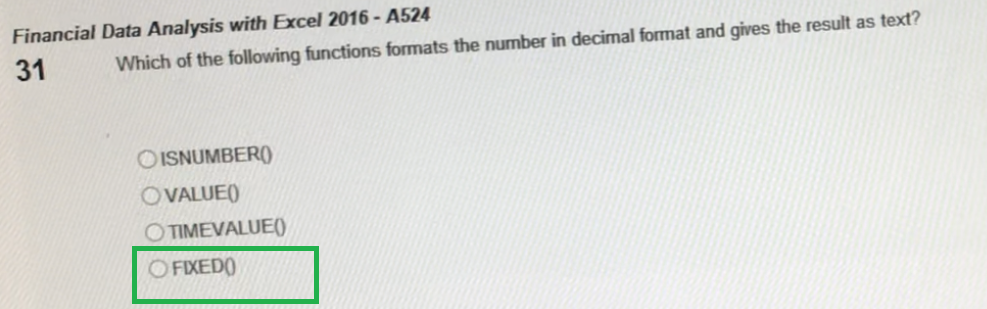 Financial Data Analysis with Excel 2016 - A524
31 Which of the following functions formats the number in decimal format and gives the result as text?
ISNUMBER()
VALUE()
TIMEVALUE()
FIXED()